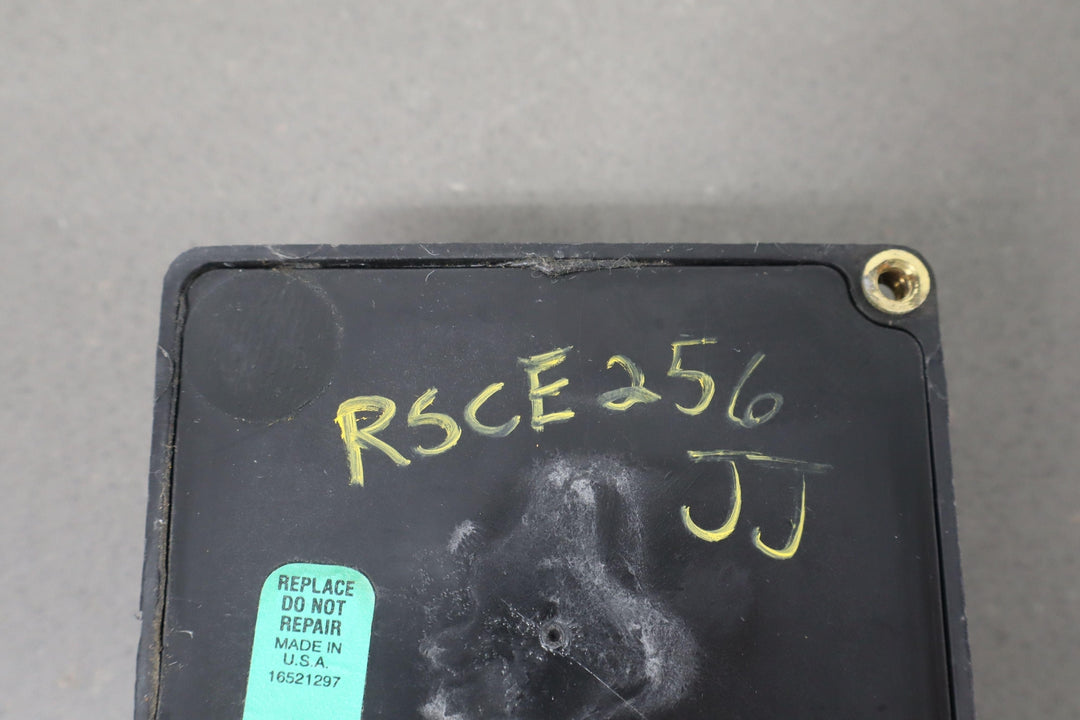 RSCE256
JJ
REPLACE
DO NOT
REPAIR
MADE IN
U.S.A.
16521297